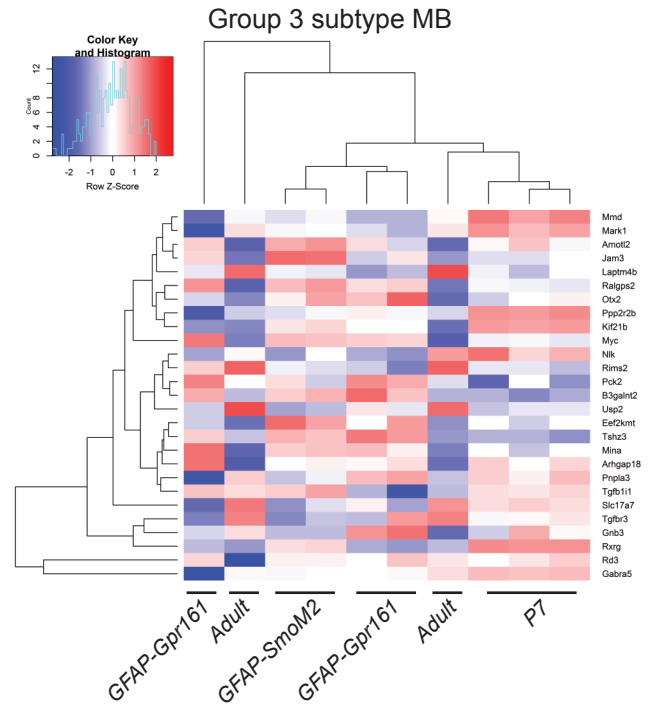 Group 3 subtype MB
Color Key
and Histogram
Count
0 2 4 6 8 12
-2 -1 0 1 2
Row Z-Score
Mmd
Mark1
Amotl2
Jam3
Laptm4b
Ralgps2
Otx2
Ppp2r2b
Kif21b
Myc
Nlk
Rims2
Pck2
B3galnt2
Usp2
Eef2kmt
Tshz3
Mina
Arhgap18
Pnpla3
Tgfb1i1
Slc17a7
Tgfbr3
Gnb3
Rxrg
Rd3
Gabra5
GFAP-Gpr161
Adult
GFAP-SmoM2
GFAP-Gpr161
Adult
P7